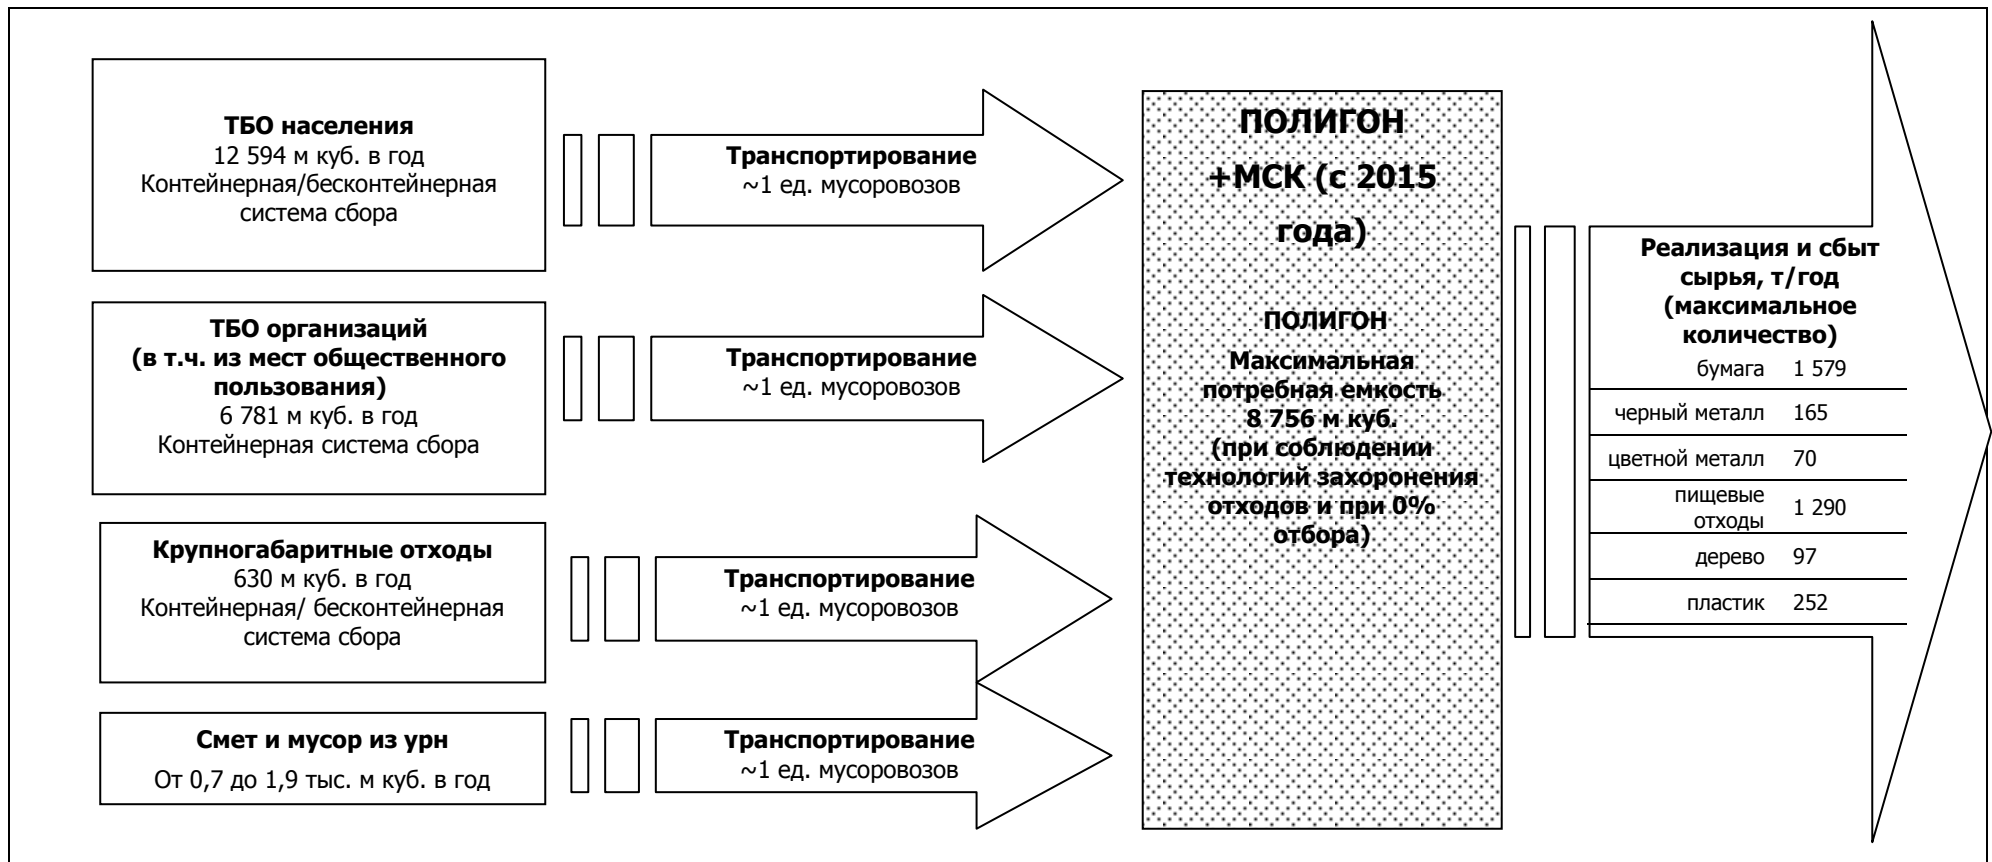 ТБО населения
12 594 м куб. в год
Контейнерная/бесконтейнерная
система сбора
Транспортирование
~1 ед. мусоровозов
ТБО организаций
(в т.ч. из мест общественного
пользования)
6 781 м куб. в год
Контейнерная система сбора
Транспортирование
~1 ед. мусоровозов
Крупногабаритные отходы
630 м куб. в год
Контейнерная/ бесконтейнерная
система сбора
Транспортирование
~1 ед. мусоровозов
Смет и мусор из урн
От 0,7 до 1,9 тыс. м куб. в год
Транспортирование
~1 ед. мусоровозов
ПОЛИГОН
+МСК (с 2015
года)
ПОЛИГОН
Максимальная
потребная емкость
8 756 м куб.
(при соблюдении
технологий захоронения
отходов и при 0%
отбора)
Реализация и сбыт
сырья, т/год
(максимальное
количество)
бумага 1 579
черный металл 165
цветной металл 70
пищевые
отходы 1 290
дерево 97
пластик 252